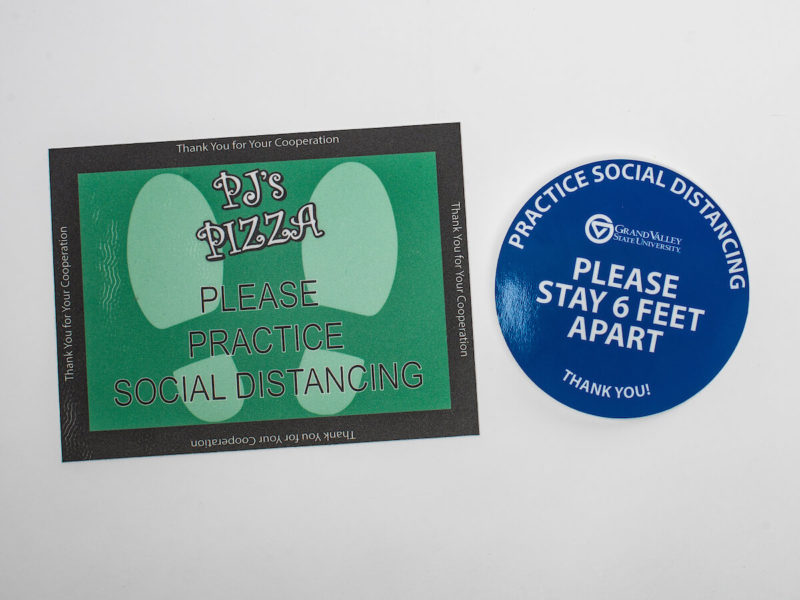 Thank You for Your Cooperation
Thank You for Your Cooperation
PJ's
PIZZA
PLEASE
PRACTICE
SOCIAL DISTANCING
Thank You for Your Cooperation
Thank You for Your Cooperation
PRACTICE SOCIAL DISTANCING
GRAND VALLEY
STATE UNIVERSITY
PLEASE
STAY 6 FEET
APART
THANK YOU!